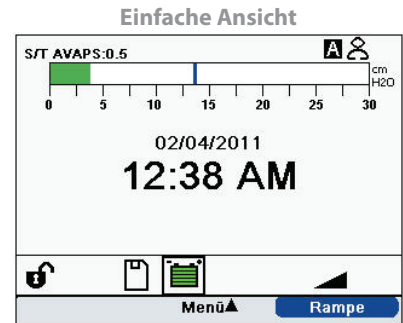 Einfache Ansicht
S/T AVAPS:0.5 A
cm
H2O
0 5 10 15 20 25 30
02/04/2011
12:38 AM
Menü Rampe